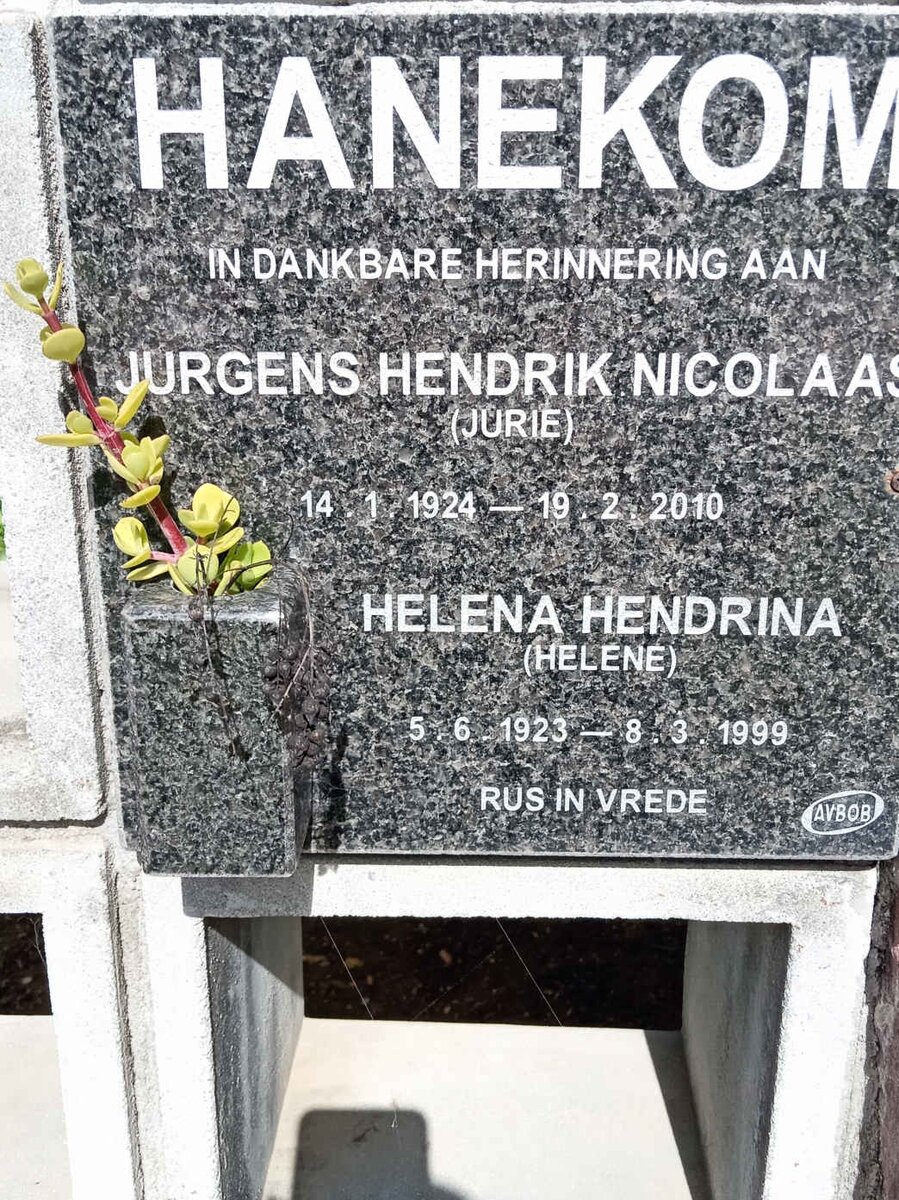 HANEKOM
IN DANKBARE HERINNERING AAN
JURGENS HENDRIK NICOLAAS
(JURIE)
14 . 1 . 1924 — 19 . 2 . 2010
HELENA HENDRINA
(HELENE)
5 . 6 . 1923 — 8 . 3 . 1999
RUS IN VREDE
AVBOB